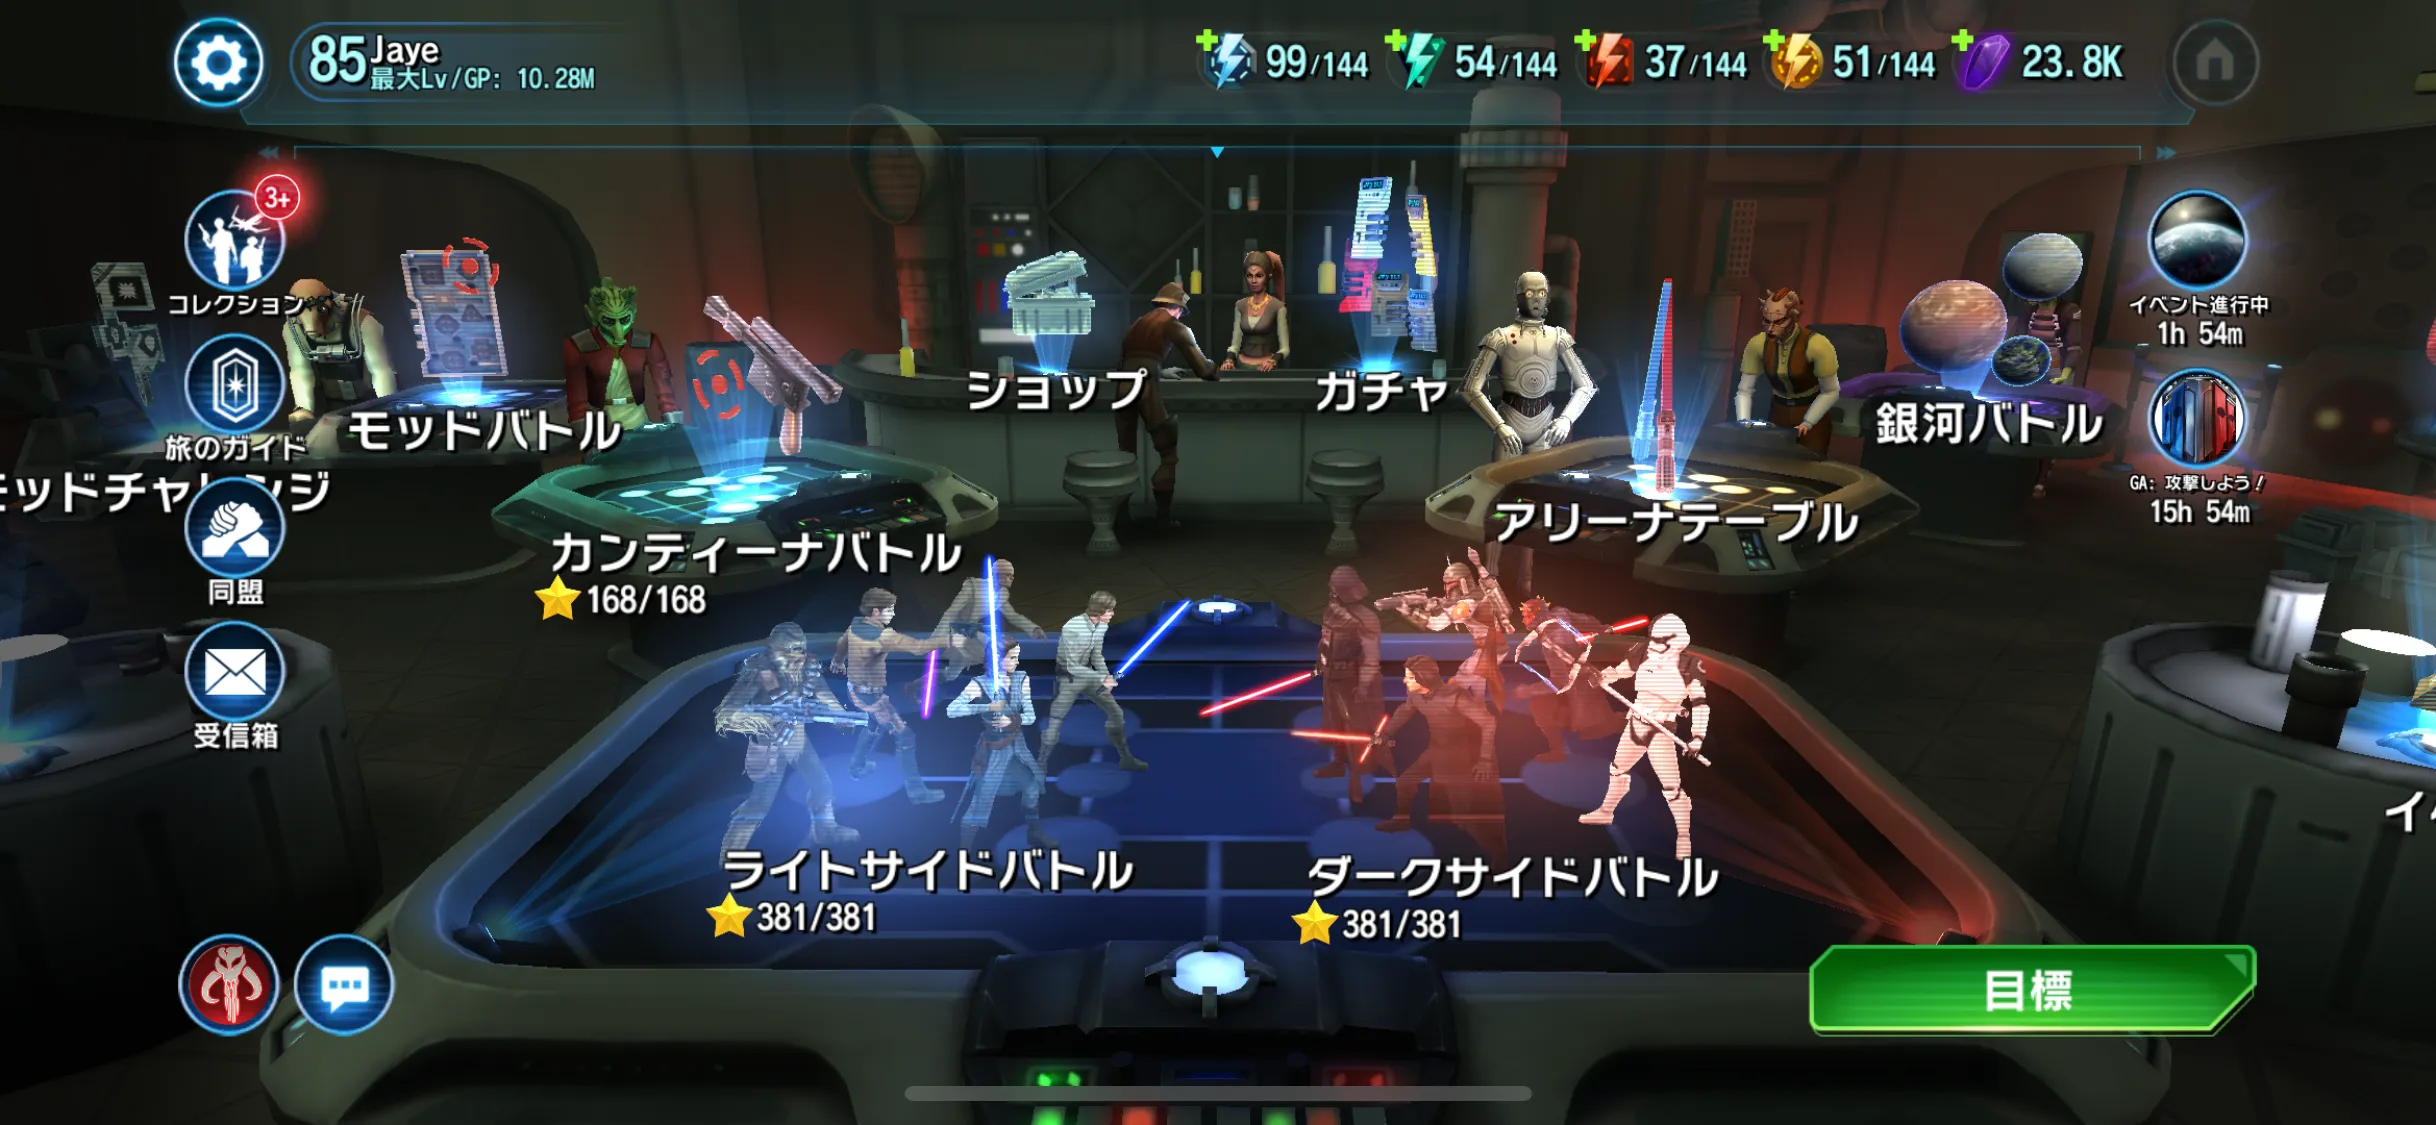 85 Jaye
最大Lv/GP: 10.28M
99/144
54/144
37/144
51/144
23.8K
3+
コレクション
旅のガイド
同盟
受信箱
モッドバトル
カンティーナバトル
168/168
ショップ
ガチャ
アリーナテーブル
銀河バトル
イベント進行中
1h 54m
GA: 攻撃しよう!
15h 54m
ライトサイドバトル
381/381
ダークサイドバトル
381/381
目標